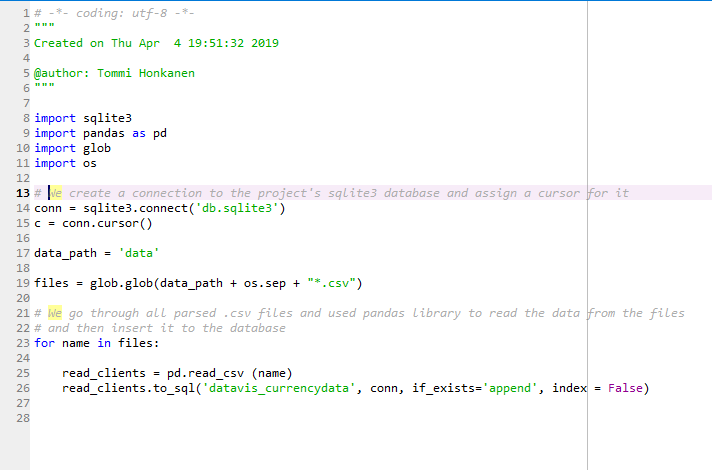 1 # -*- coding: utf-8 -*-
2 """
3 Created on Thu Apr  4 19:51:32 2019
4
5 @author: Tommi Honkanen
6 """
7
8 import sqlite3
9 import pandas as pd
10 import glob
11 import os
12
13 # We create a connection to the project's sqlite3 database and assign a cursor for it
14 conn = sqlite3.connect('db.sqlite3')
15 c = conn.cursor()
16
17 data_path = 'data'
18
19 files = glob.glob(data_path + os.sep + "*.csv")
20
21 # We go through all parsed .csv files and used pandas library to read the data from the files
22 # and then insert it to the database
23 for name in files:
24
25     read_clients = pd.read_csv (name)
26     read_clients.to_sql('datavis_currencydata', conn, if_exists='append', index = False)
27
28